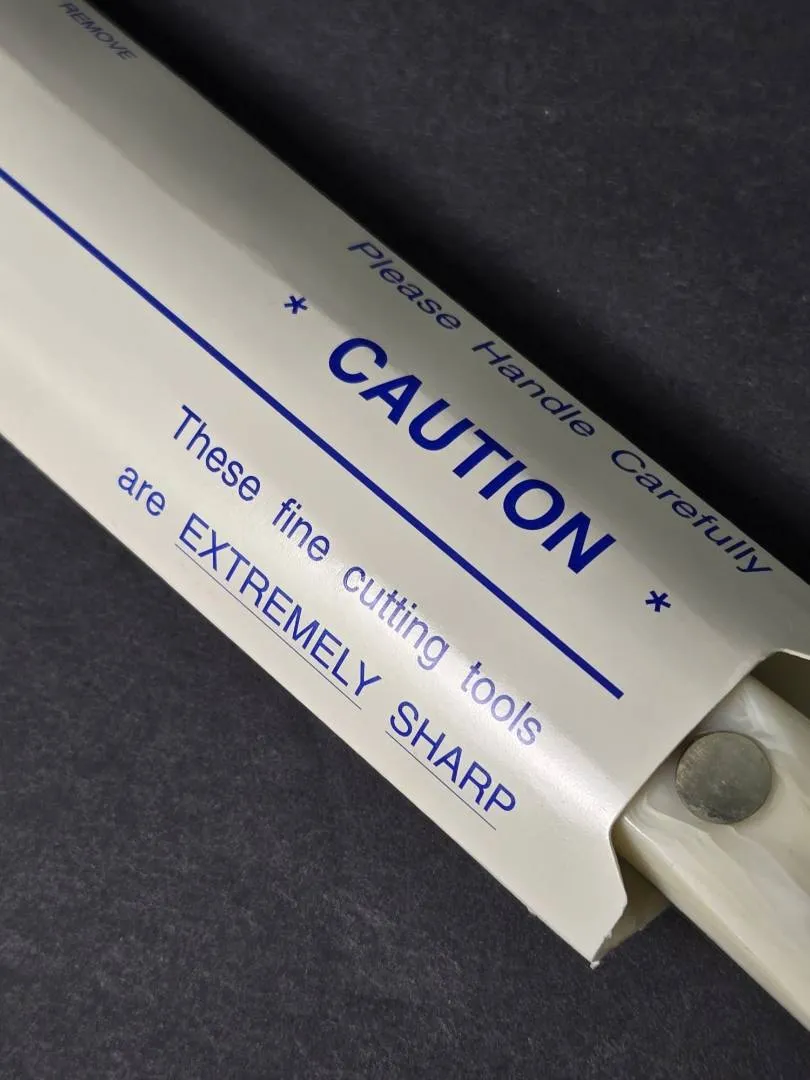 REMOVE
Please Handle Carefully
* CAUTION *
These fine cutting tools
are EXTREMELY SHARP